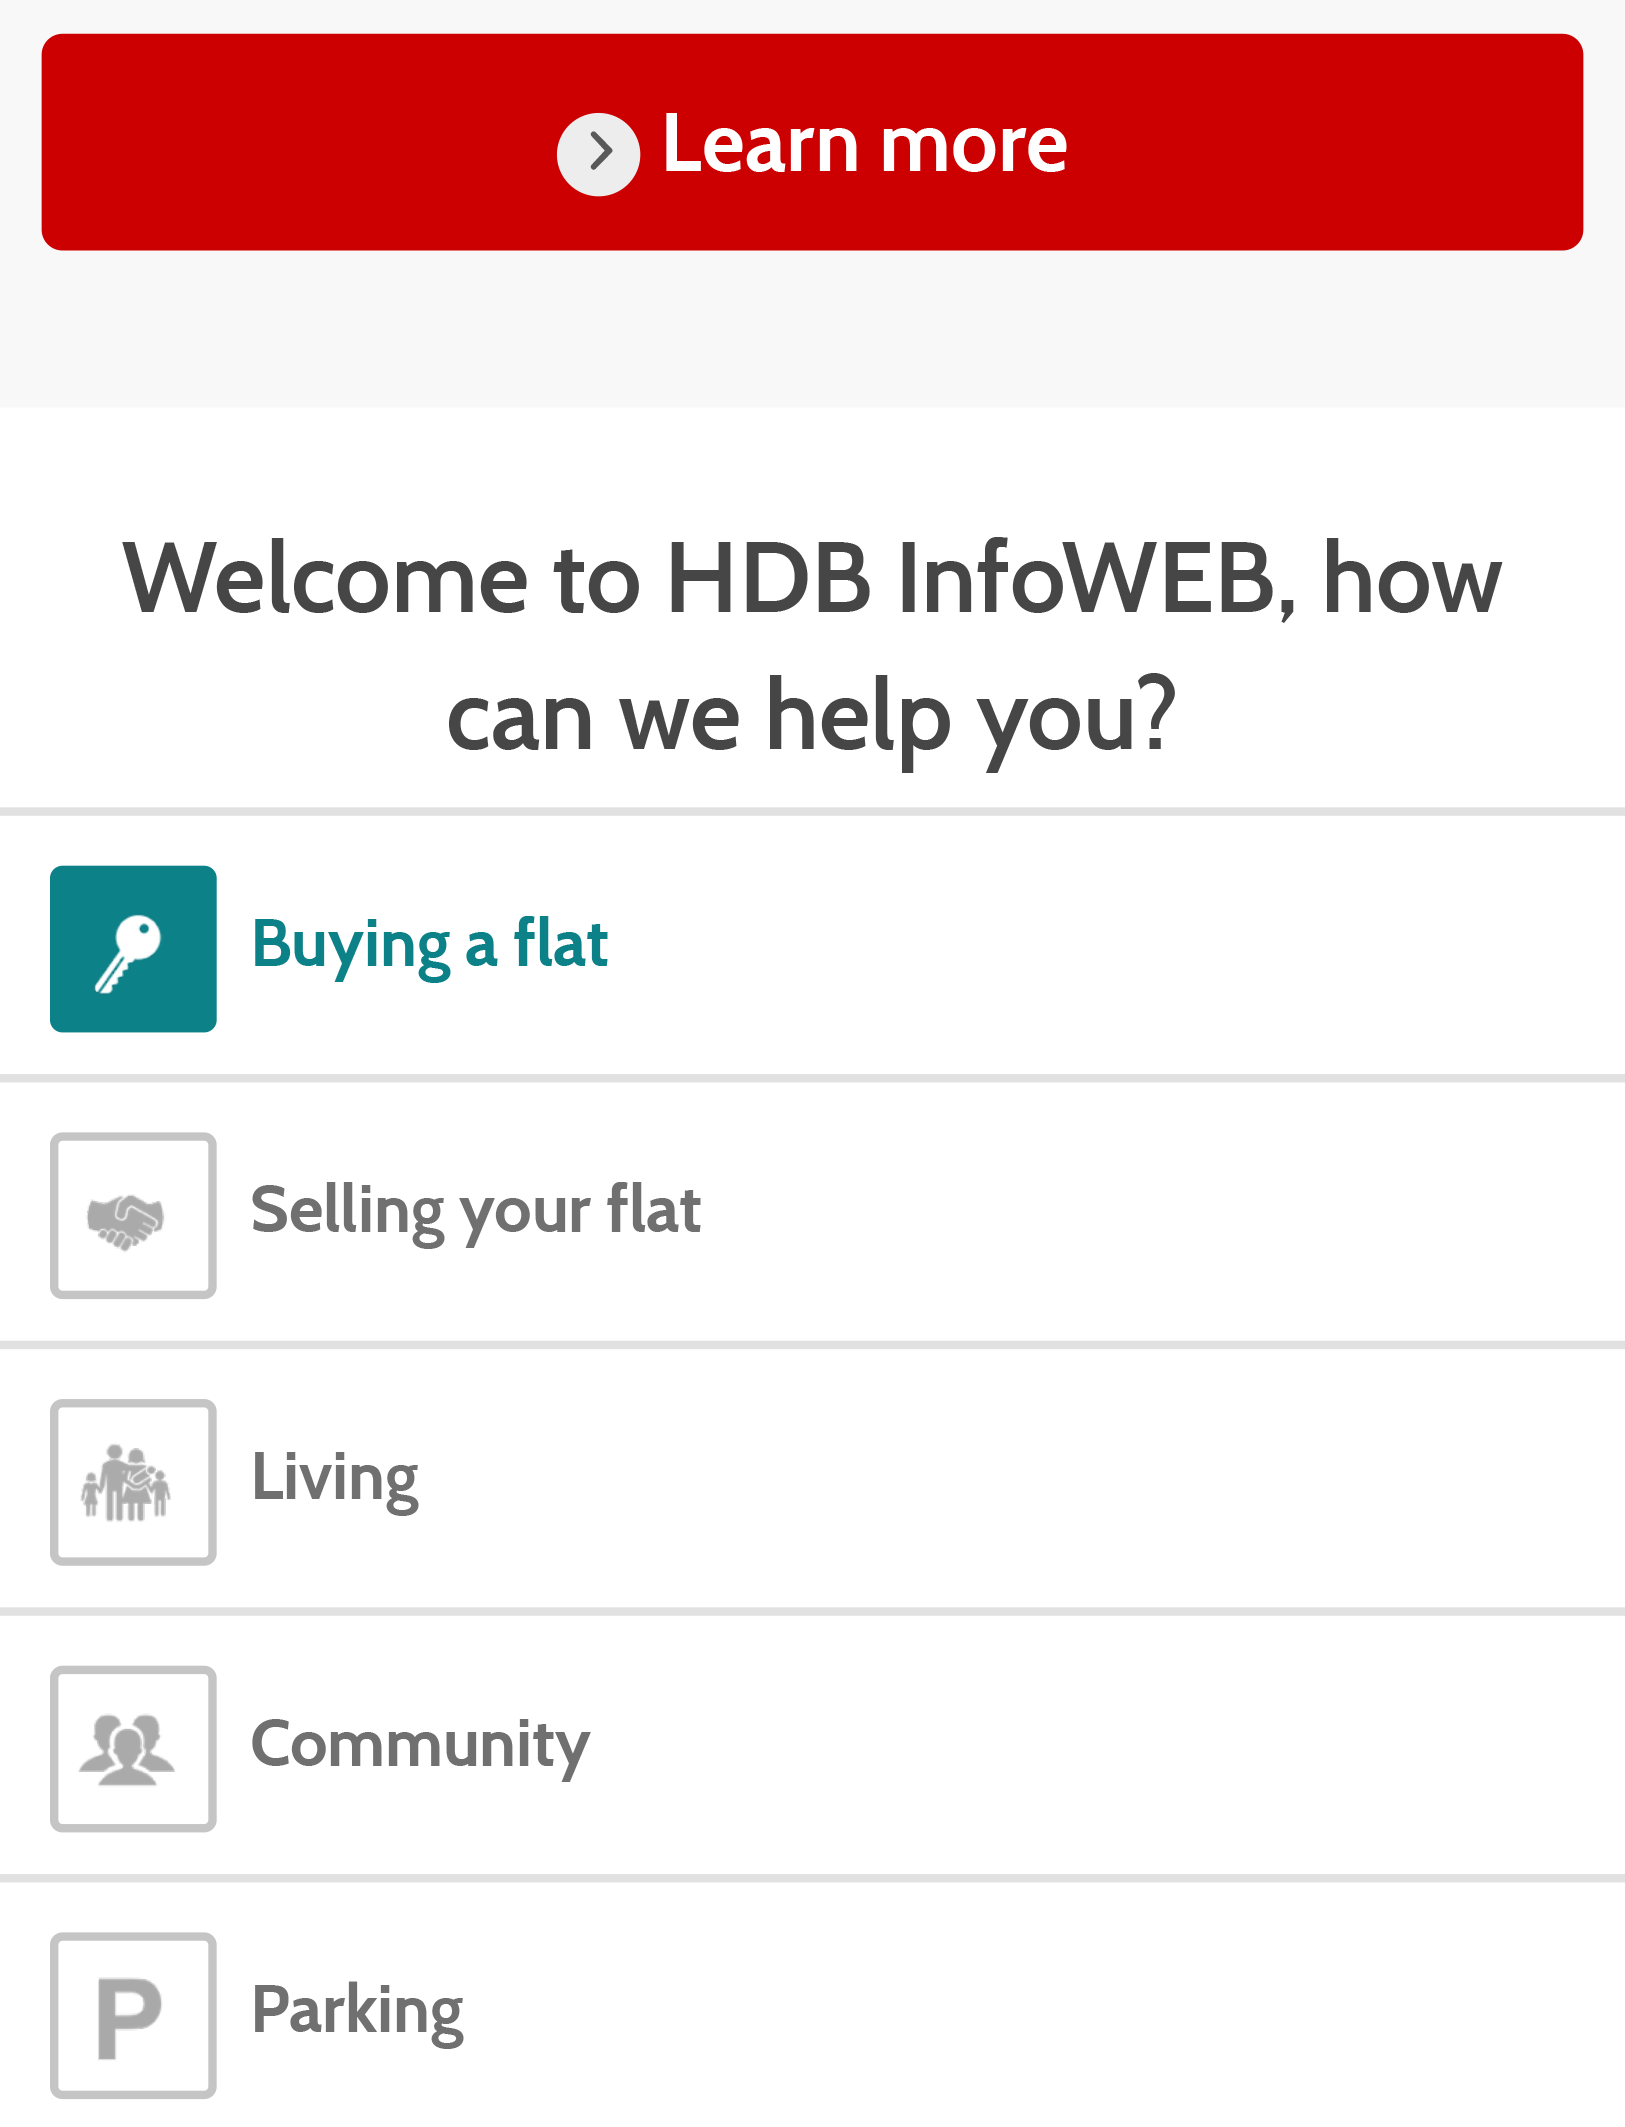 Learn more
Welcome to HDB InfoWEB, how
can we help you?
Buying a flat
Selling your flat
Living
Community
P
Parking